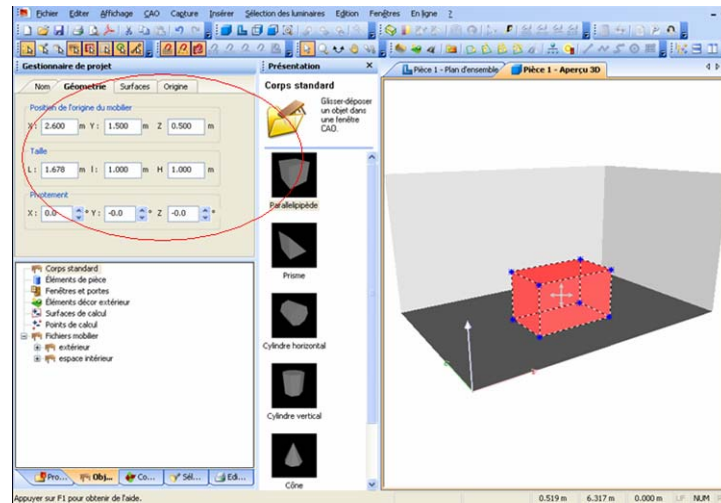 Fichier Editer Affichage CAO Capture Insérer Sélection des luminaires Edition Fenêtres En ligne ?
Gestionnaire de projet
Nom Géometrie Surfaces Origine
Position de l'origine du mobilier
X : 2.600 m Y : 1.500 m Z 0.500 m
Taille
L : 1.678 m l : 1.000 m H 1.000 m
Pivotement
X : 0.0 ° Y : -0.0 ° Z -0.0 °
Corps standard
Éléments de pièce
Fenêtres et portes
Éléments décor extérieur
Surfaces de calcul
Points de calcul
Fichiers mobilier
extérieur
espace intérieur
Pro... Obj... Co... Sél... Edi...
Présentation X
Corps standard
Glisser-déposer
un objet dans
une fenêtre
CAO.
Parallelipipède
Prisme
Cylindre horizontal
Cylindre vertical
Cône
Pièce 1 - Plan d'ensemble Pièce 1 - Aperçu 3D
Appuyer sur F1 pour obtenir de l'aide. 0.519 m 6.317 m 0.000 m UF NUM